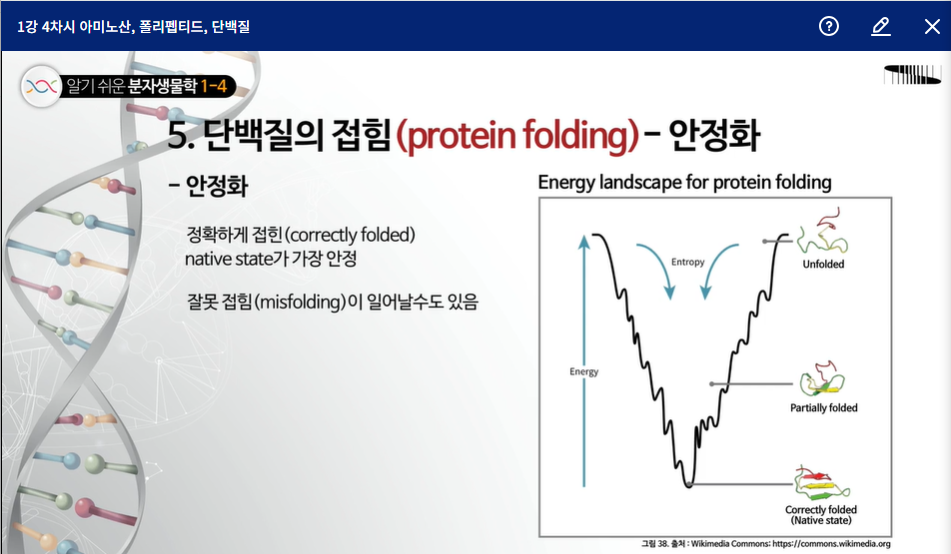 1강 4차시 아미노산, 폴리펩티드, 단백질
알기 쉬운 분자생물학 1-4
5. 단백질의 접힘(protein folding) - 안정화
- 안정화
정확하게 접힌(correctly folded)
native state가 가장 안정
잘못 접힘(misfolding)이 일어날수도 있음
Energy landscape for protein folding
Entropy
Unfolded
Energy
Partially folded
Correctly folded
(Native state)
그림 38. 출처 : Wikimedia Commons: https://commons.wikimedia.org